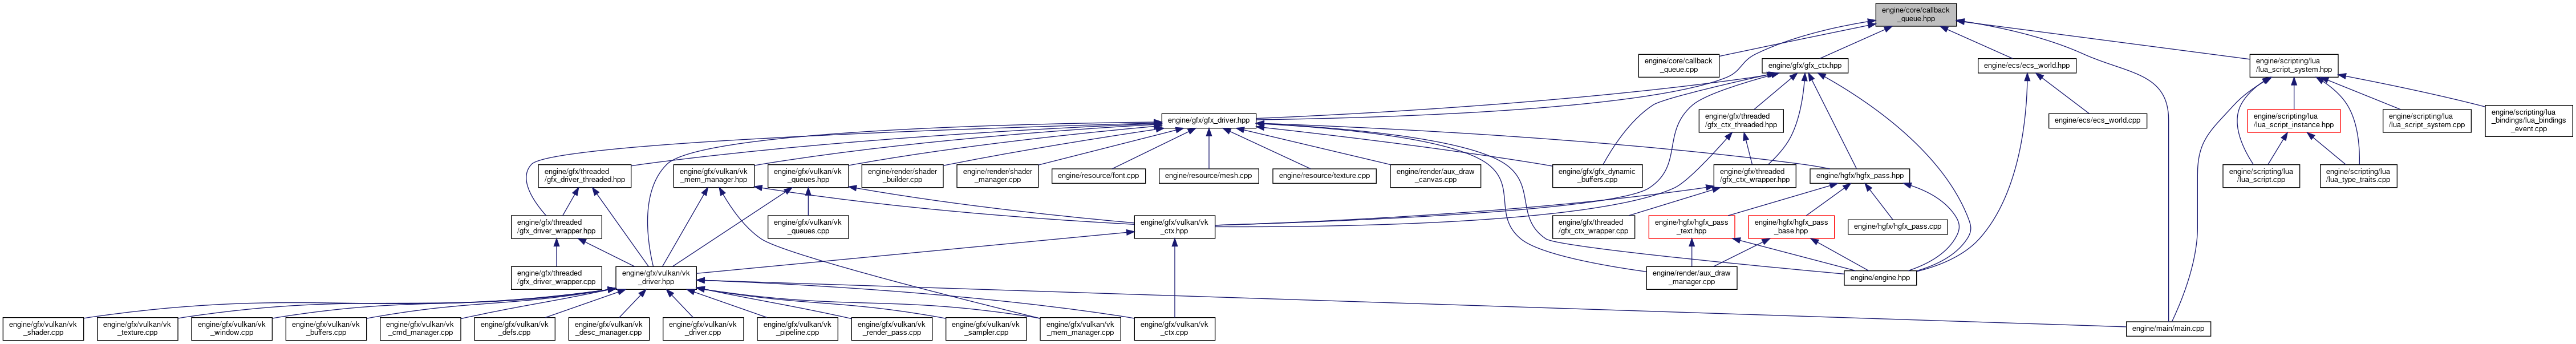 engine/core/callback
_queue.hpp
engine/core/callback
_queue.cpp
engine/gfx/gfx_ctx.hpp
engine/ecs/ecs_world.hpp
engine/scripting/lua
/lua_script_system.hpp
engine/gfx/gfx_driver.hpp
engine/gfx/threaded
/gfx_ctx_threaded.hpp
engine/ecs/ecs_world.cpp
engine/scripting/lua
/lua_script_instance.hpp
engine/scripting/lua
/lua_script_system.cpp
engine/scripting/lua
_bindings/lua_bindings
_event.cpp
engine/gfx/threaded
/gfx_driver_threaded.hpp
engine/gfx/vulkan/vk
_mem_manager.hpp
engine/gfx/vulkan/vk
_queues.hpp
engine/render/shader
_builder.cpp
engine/render/shader
_manager.cpp
engine/resource/font.cpp
engine/resource/mesh.cpp
engine/resource/texture.cpp
engine/render/aux_draw
_canvas.cpp
engine/gfx/gfx_dynamic
_buffers.cpp
engine/gfx/threaded
/gfx_ctx_wrapper.hpp
engine/hgfx/hgfx_pass.hpp
engine/scripting/lua
/lua_script.cpp
engine/scripting/lua
/lua_type_traits.cpp
engine/gfx/threaded
/gfx_driver_wrapper.hpp
engine/gfx/vulkan/vk
_queues.cpp
engine/gfx/vulkan/vk
_ctx.hpp
engine/gfx/threaded
/gfx_ctx_wrapper.cpp
engine/hgfx/hgfx_pass
_text.hpp
engine/hgfx/hgfx_pass
_base.hpp
engine/hgfx/hgfx_pass.cpp
engine/gfx/threaded
/gfx_driver_wrapper.cpp
engine/gfx/vulkan/vk
_driver.hpp
engine/render/aux_draw
_manager.cpp
engine/engine.hpp
engine/gfx/vulkan/vk
_shader.cpp
engine/gfx/vulkan/vk
_texture.cpp
engine/gfx/vulkan/vk
_window.cpp
engine/gfx/vulkan/vk
_buffers.cpp
engine/gfx/vulkan/vk
_cmd_manager.cpp
engine/gfx/vulkan/vk
_defs.cpp
engine/gfx/vulkan/vk
_desc_manager.cpp
engine/gfx/vulkan/vk
_driver.cpp
engine/gfx/vulkan/vk
_pipeline.cpp
engine/gfx/vulkan/vk
_render_pass.cpp
engine/gfx/vulkan/vk
_sampler.cpp
engine/gfx/vulkan/vk
_mem_manager.cpp
engine/gfx/vulkan/vk
_ctx.cpp
engine/main/main.cpp